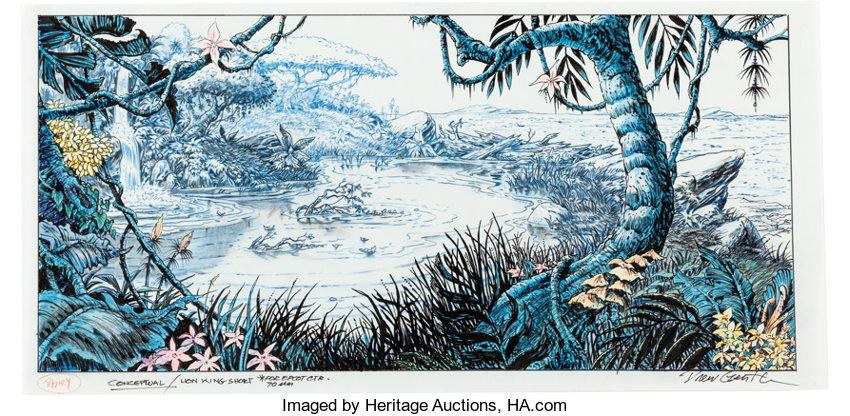 CONCEPTUAL / LION KING SHORT *FOR EPCOT CTR.
70 MM
Imaged by Heritage Auctions, HA.com